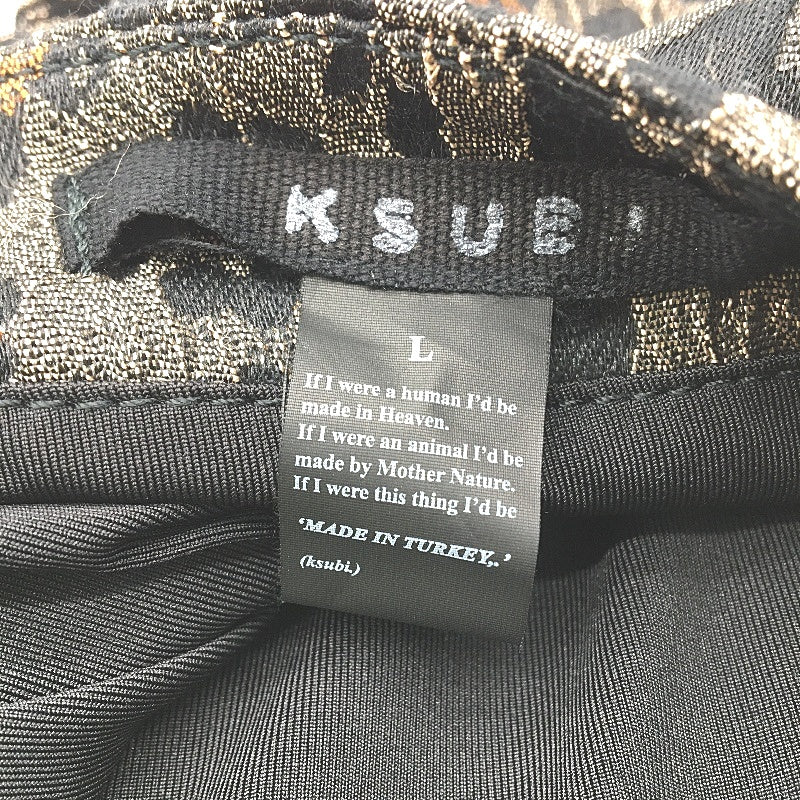 KSUBI
L
If I were a human I'd be
made in Heaven.
If I were an animal I'd be
made by Mother Nature.
If I were this thing I'd be
'MADE IN TURKEY,.'
(ksubi.)